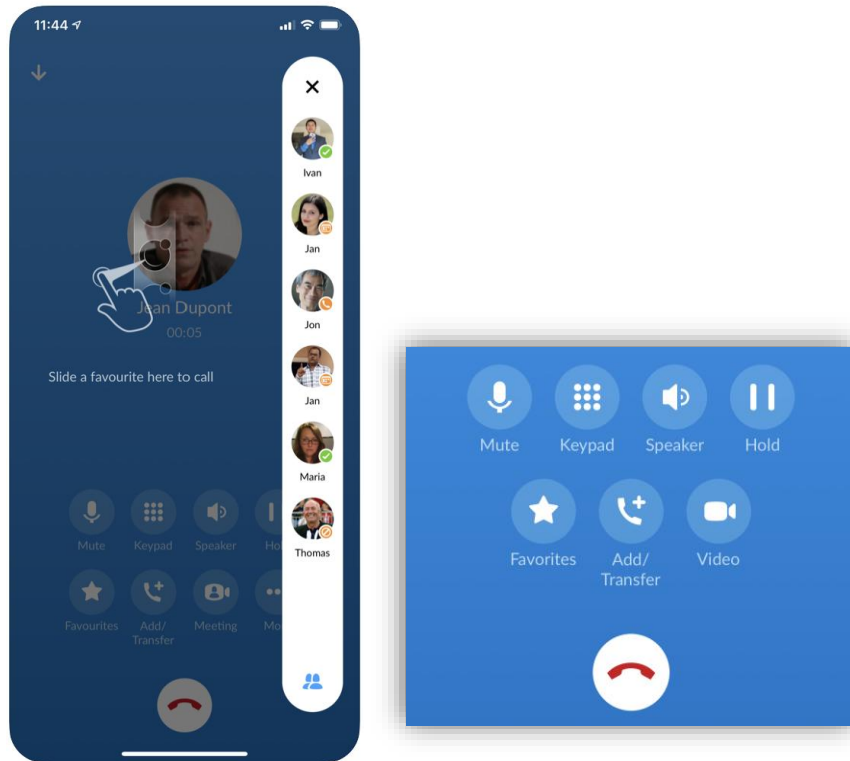 11:44
Ivan
Jan
Jon
Jan
Maria
Thomas
Jean Dupont
00:05
Slide a favourite here to call
Mute Keypad Speaker Hol
Favourites Add/ Meeting Mo
Transfer
Mute Keypad Speaker Hold
Favorites Add/ Video
Transfer